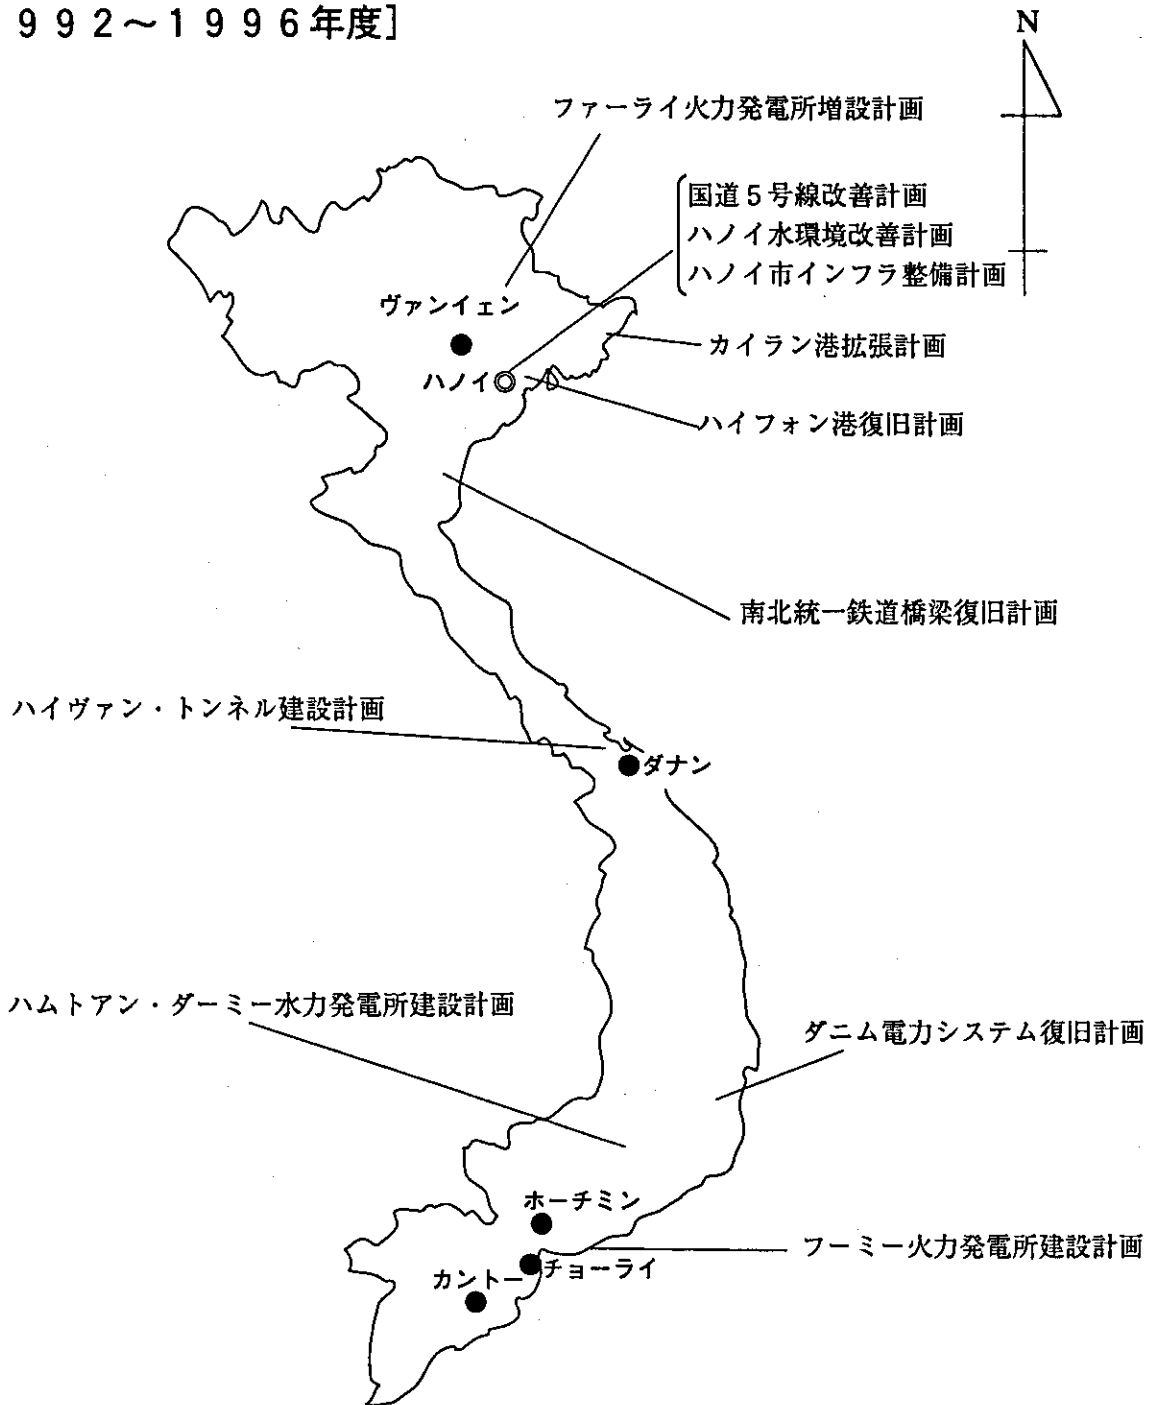 992～1996年度]
N
ファーライ火力発電所増設計画
国道5号線改善計画
ハノイ水環境改善計画
ハノイ市インフラ整備計画
ヴァンイェン
カイラン港拡張計画
ハノイ
ハイフォン港復旧計画
南北統一鉄道橋梁復旧計画
ハイヴァン・トンネル建設計画
ダナン
ハムトアン・ダーミー水力発電所建設計画
ダニム電力システム復旧計画
ホーチミン
フーミー火力発電所建設計画
チョーライ
カントー